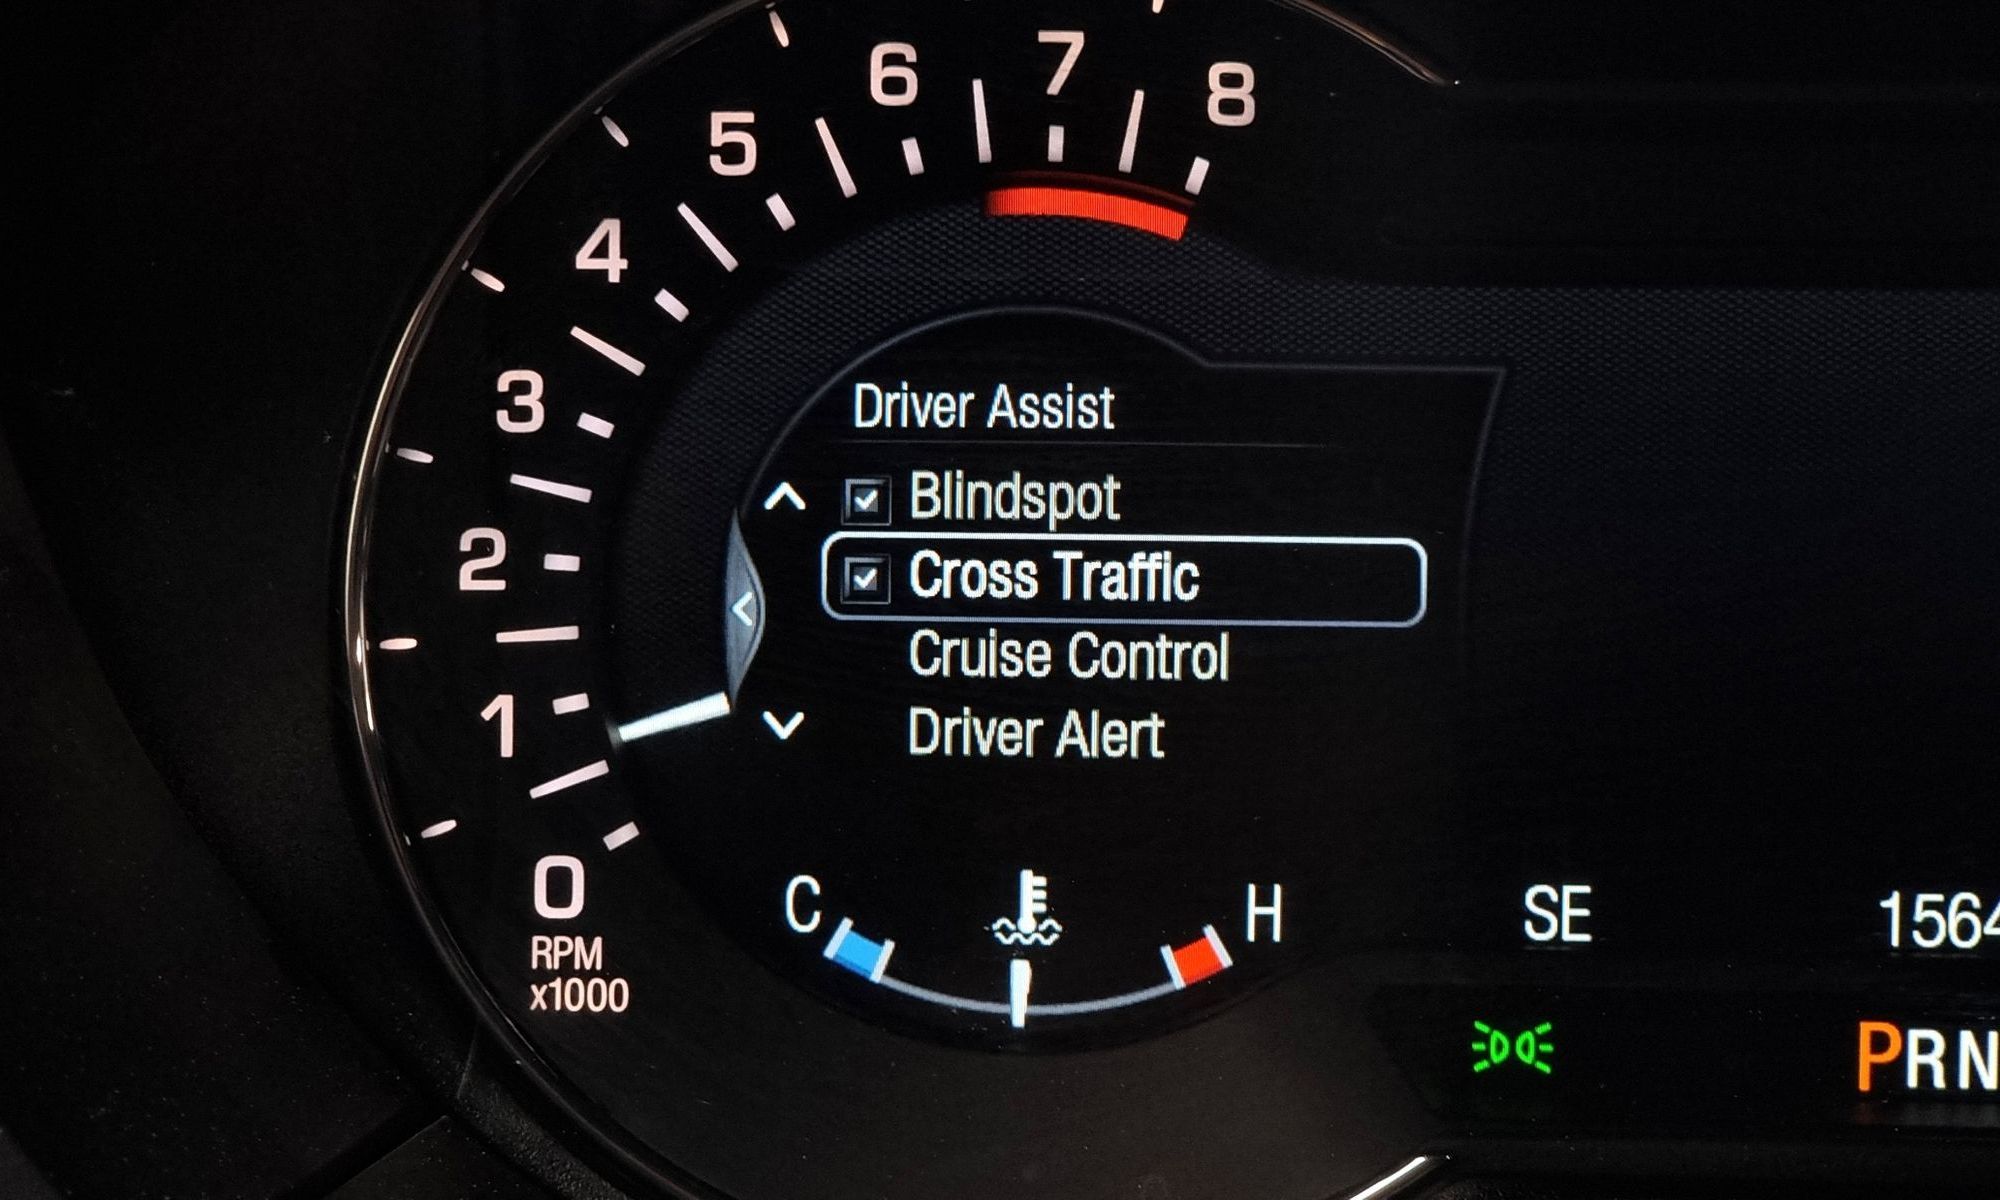 8
7
6
5
4
3
2
1
0
RPM
x1000
Driver Assist
Blindspot
Cross Traffic
Cruise Control
Driver Alert
C
H
SE
1564
PRN